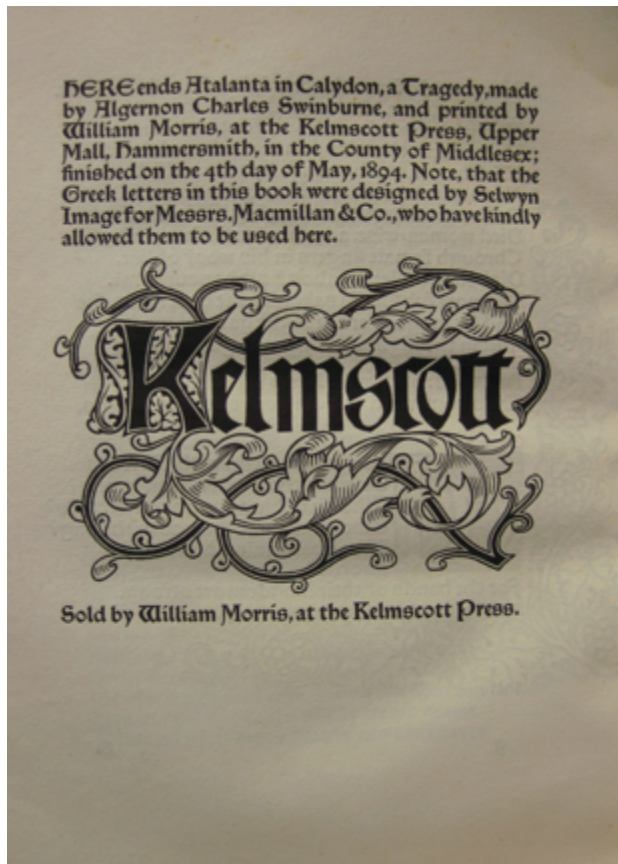 HERE ends Atalanta in Calydon, a Tragedy, made
by Algernon Charles Swinburne, and printed by
William Morris, at the Kelmscott Press, Upper
Mall, Hammersmith, in the County of Middlesex;
finished on the 4th day of May, 1894. Note, that the
Greek letters in this book were designed by Selwyn
Image for Messrs. Macmillan & Co., who have kindly
allowed them to be used here.
Kelmscott
Sold by William Morris, at the Kelmscott Press.